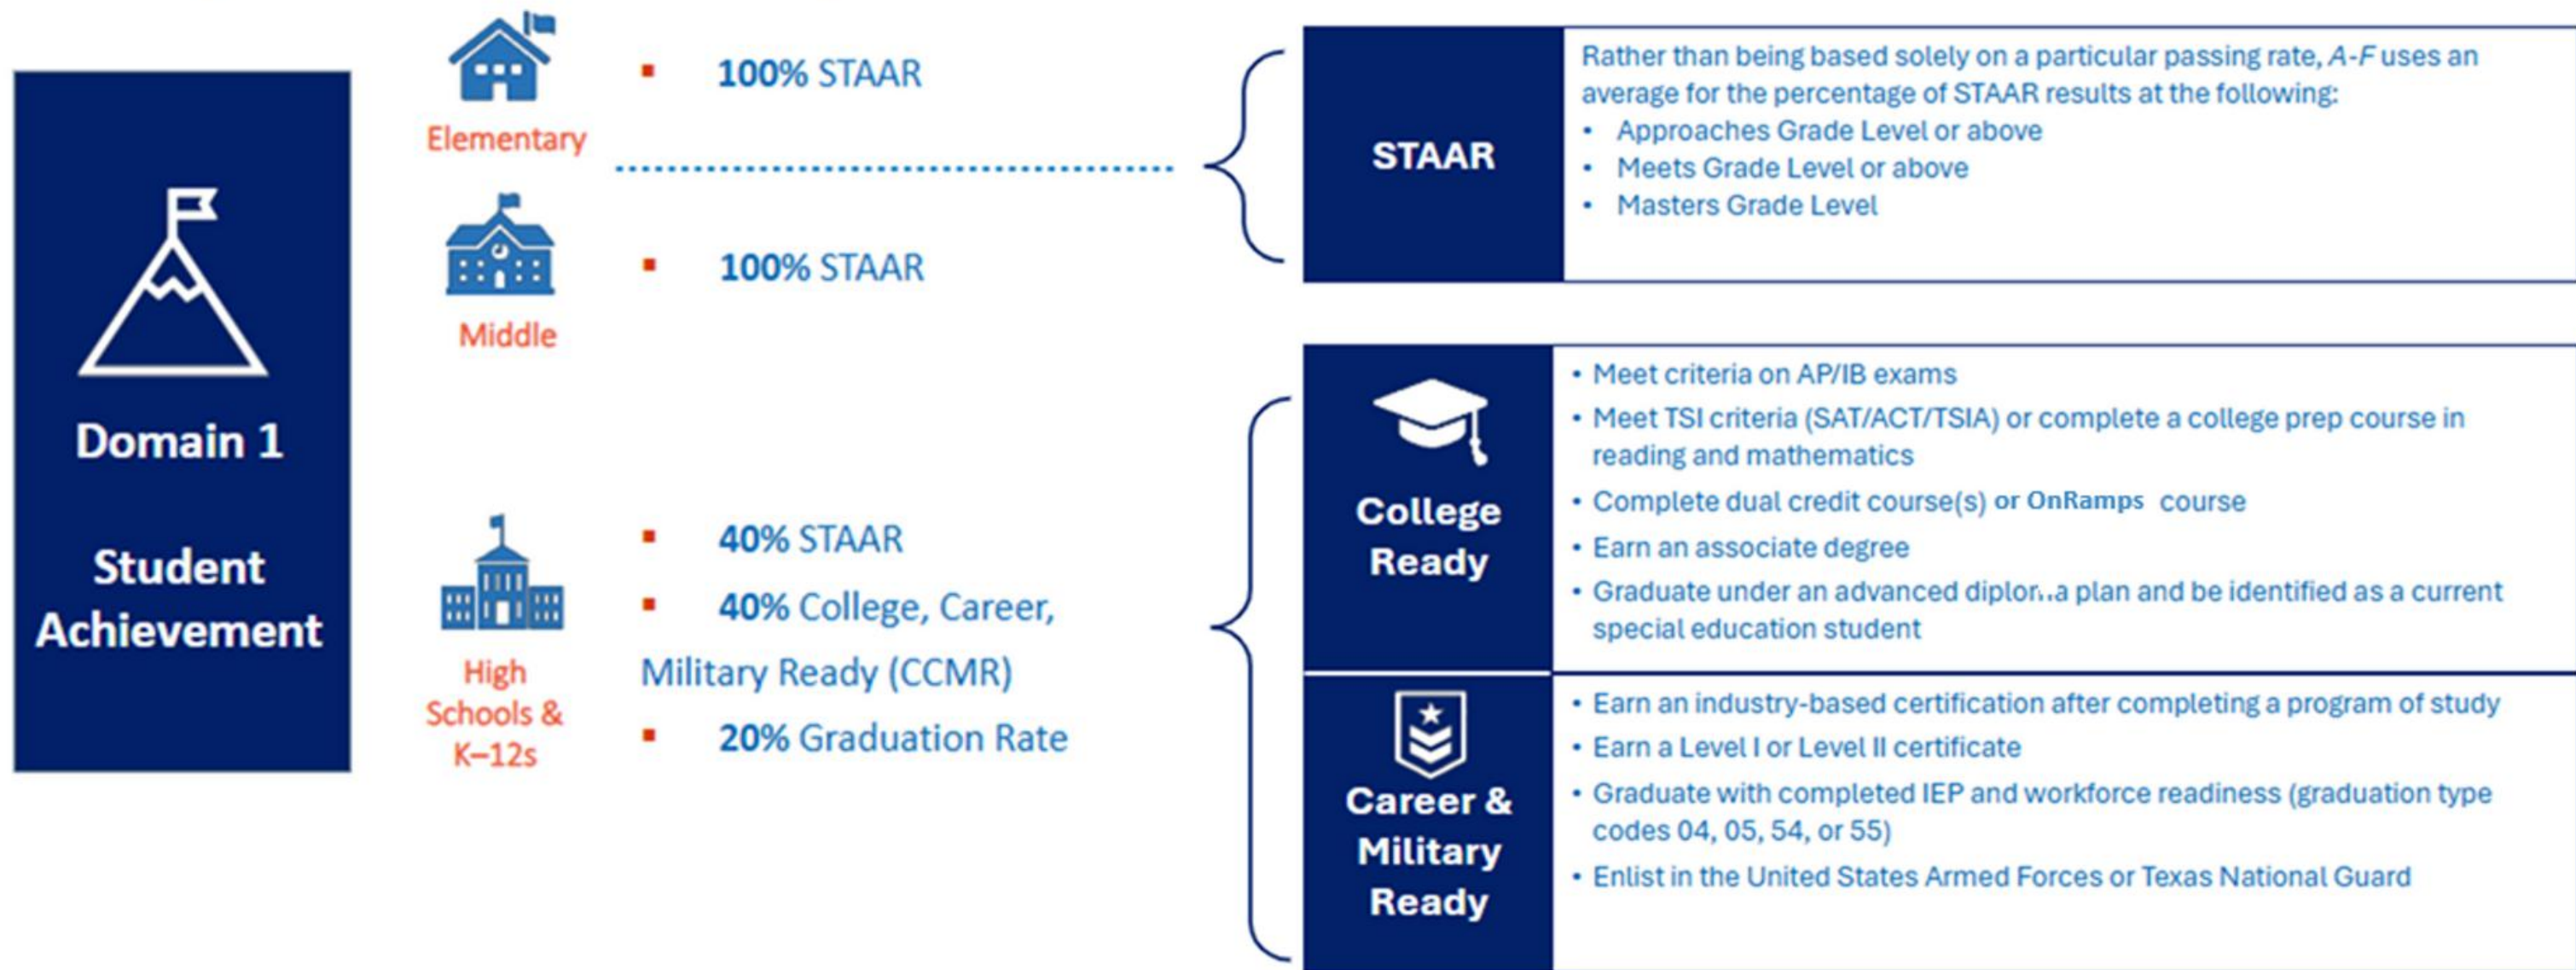 Domain 1
Student
Achievement
Elementary
▪ 100% STAAR
Middle
▪ 100% STAAR
High
Schools &
K–12s
▪ 40% STAAR
▪ 40% College, Career,
Military Ready (CCMR)
▪ 20% Graduation Rate
STAAR
Rather than being based solely on a particular passing rate, A-F uses an
average for the percentage of STAAR results at the following:
• Approaches Grade Level or above
• Meets Grade Level or above
• Masters Grade Level
College
Ready
• Meet criteria on AP/IB exams
• Meet TSI criteria (SAT/ACT/TSIA) or complete a college prep course in
reading and mathematics
• Complete dual credit course(s) or OnRamps course
• Earn an associate degree
• Graduate under an advanced plan and be identified as a current
special education student
Career &
Military
Ready
• Earn an industry-based certification after completing a program of study
• Earn a Level I or Level II certificate
• Graduate with completed IEP and workforce readiness (graduation type
codes 04, 05, 54, or 55)
• Enlist in the United States Armed Forces or Texas National Guard